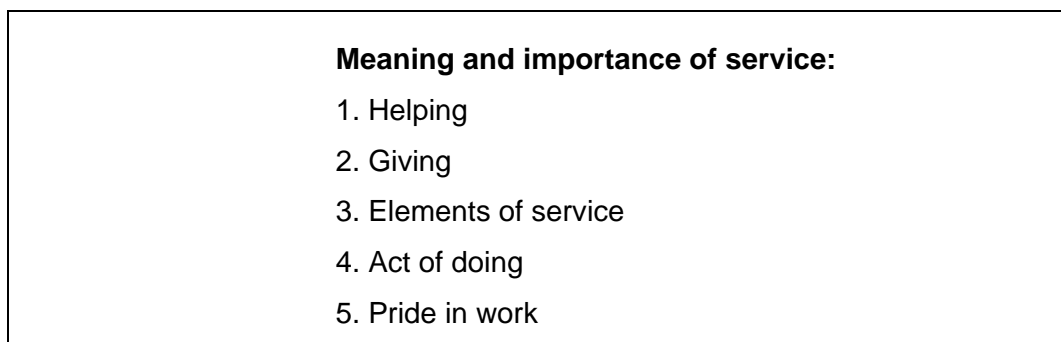 Meaning and importance of service:
1. Helping
2. Giving
3. Elements of service
4. Act of doing
5. Pride in work